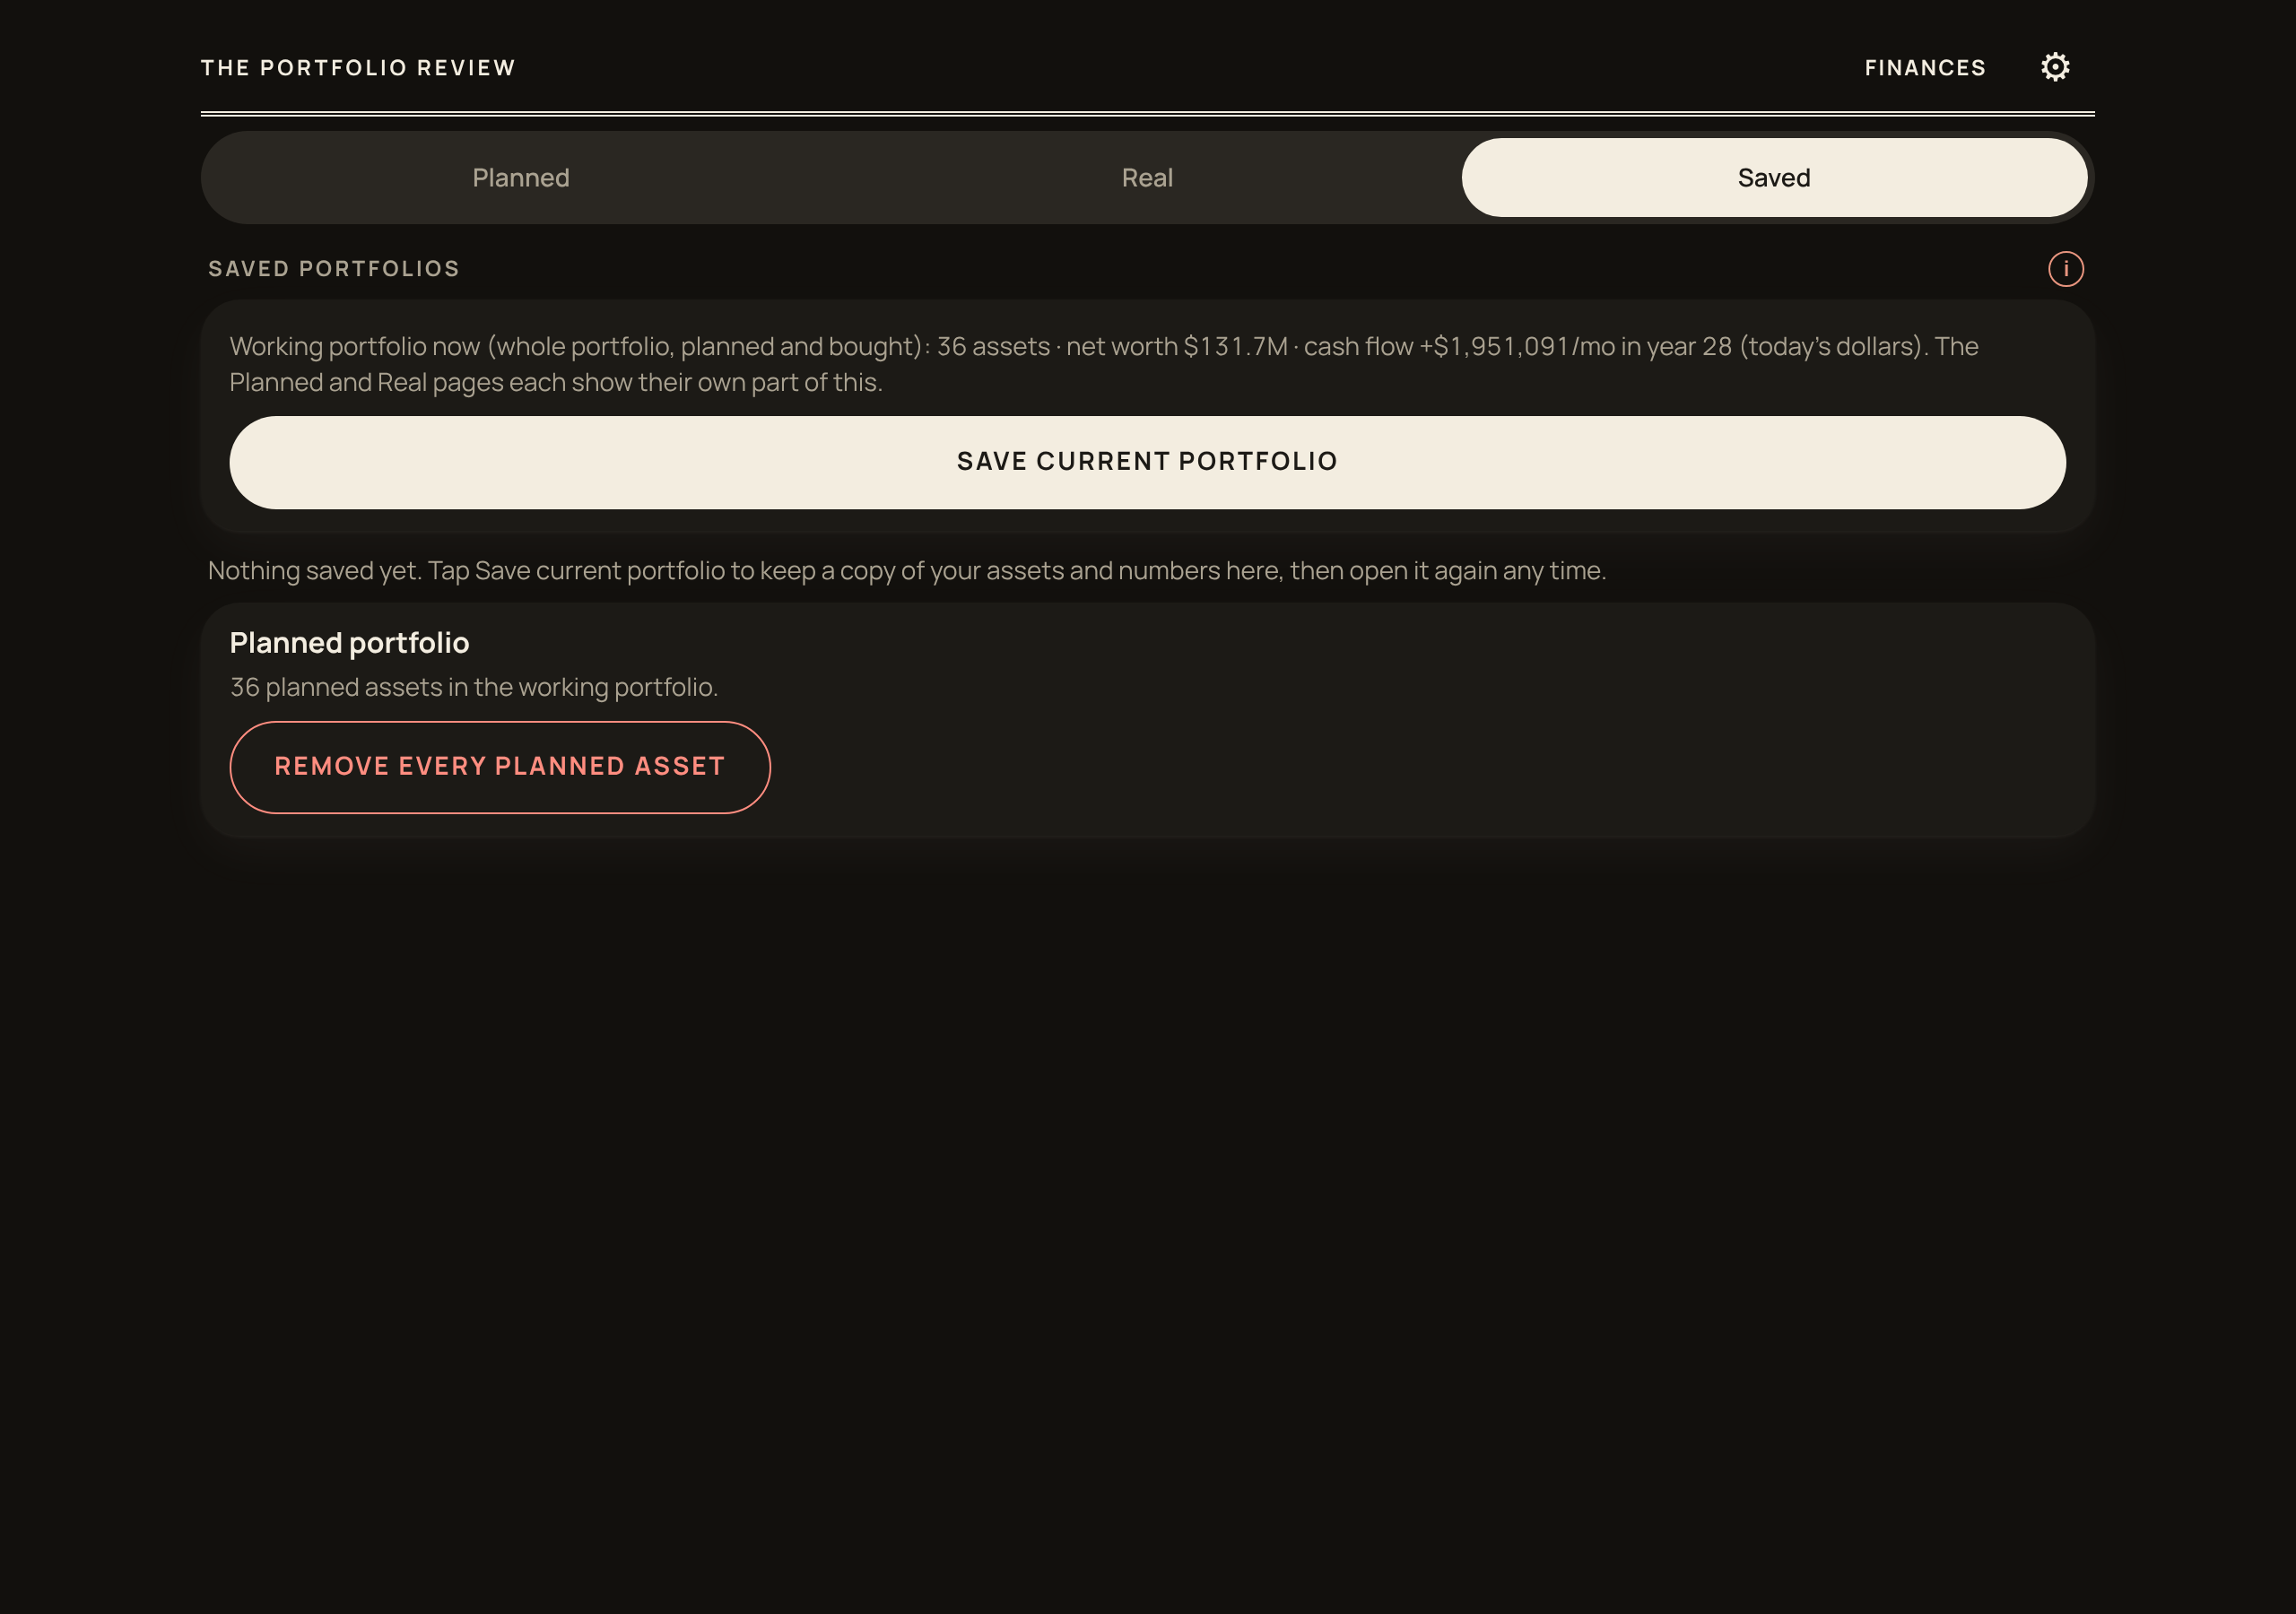 THE PORTFOLIO REVIEW
FINANCES
Planned
Real
Saved
SAVED PORTFOLIOS
i
Working portfolio now (whole portfolio, planned and bought): 36 assets · net worth $131.7M · cash flow +$1,951,091/mo in year 28 (today's dollars). The
Planned and Real pages each show their own part of this.
SAVE CURRENT PORTFOLIO
Nothing saved yet. Tap Save current portfolio to keep a copy of your assets and numbers here, then open it again any time.
Planned portfolio
36 planned assets in the working portfolio.
REMOVE EVERY PLANNED ASSET